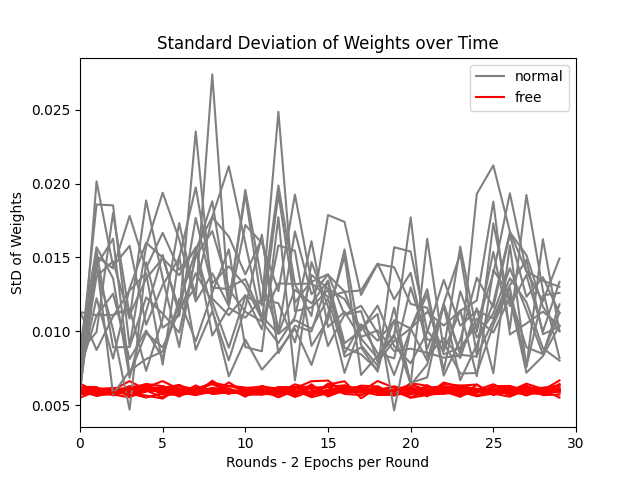 Standard Deviation of Weights over Time
normal
free
StD of Weights
0.025
0.020
0.015
0.010
0.005
0 5 10 15 20 25 30
Rounds - 2 Epochs per Round